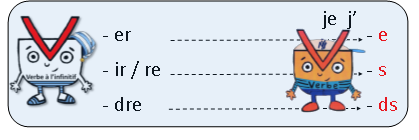 je j'
- er - e
- ir / re - s
- dre - ds
Verbe à l'infinitif
Verbe